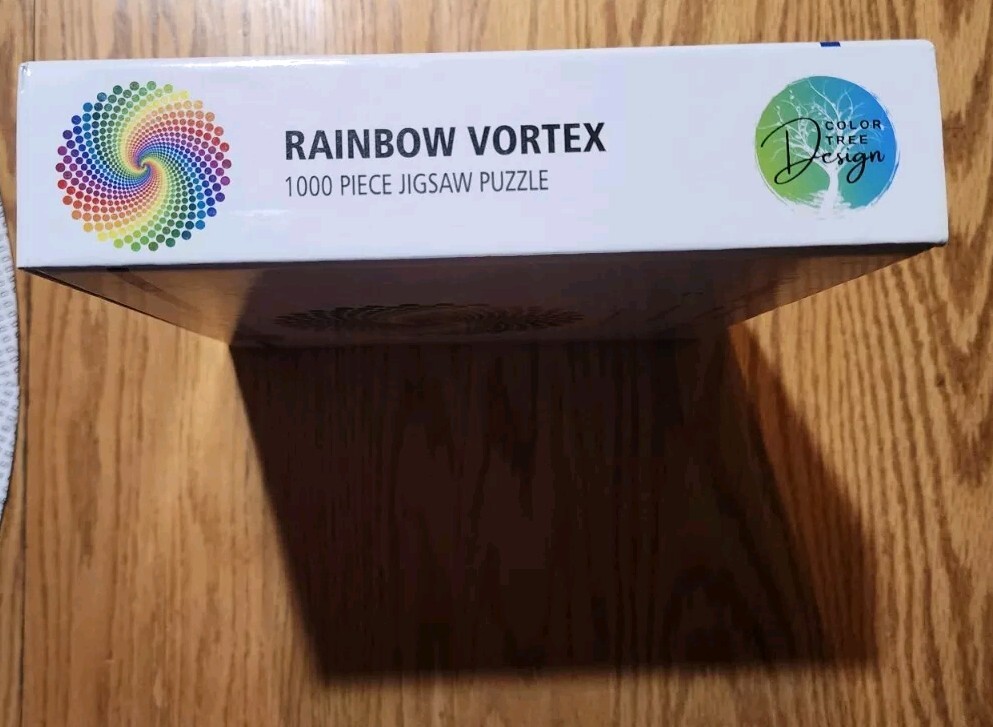 RAINBOW VORTEX
1000 PIECE JIGSAW PUZZLE
COLOR
TREE
Design